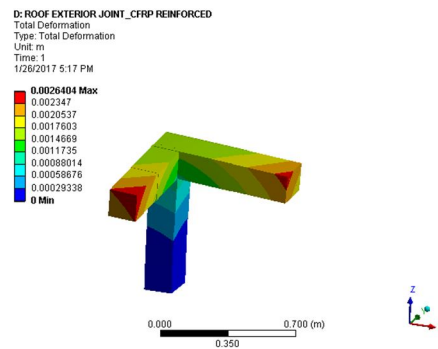 D: ROOF EXTERIOR JOINT_CFRP REINFORCED
Total Deformation
Type: Total Deformation
Unit: m
Time: 1
1/26/2017 5:17 PM
0.0026404 Max
0.002347
0.0020537
0.0017603
0.0014669
0.0011735
0.00088014
0.00058676
0.00029338
0 Min
0.000 0.700 (m)
0.350
Z